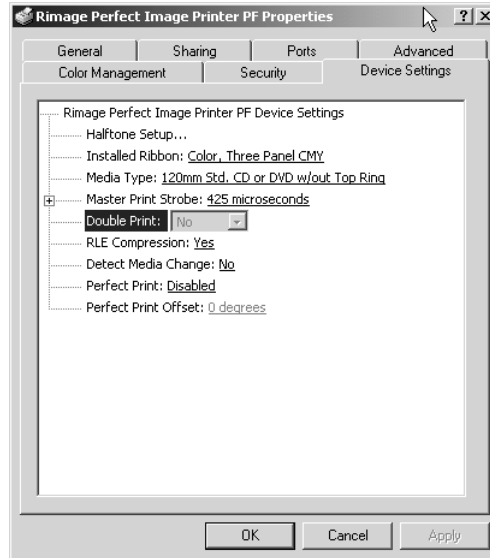 Rimage Perfect Image Printer PF Properties
General Sharing Ports Advanced
Color Management Security Device Settings
Rimage Perfect Image Printer PF Device Settings
Halftone Setup...
Installed Ribbon: Color, Three Panel CMY
Media Type: 120mm Std. CD or DVD w/out Top Ring
Master Print Strobe: 425 microseconds
Double Print: No
RLE Compression: Yes
Detect Media Change: No
Perfect Print: Disabled
Perfect Print Offset: 0 degrees
OK Cancel Apply